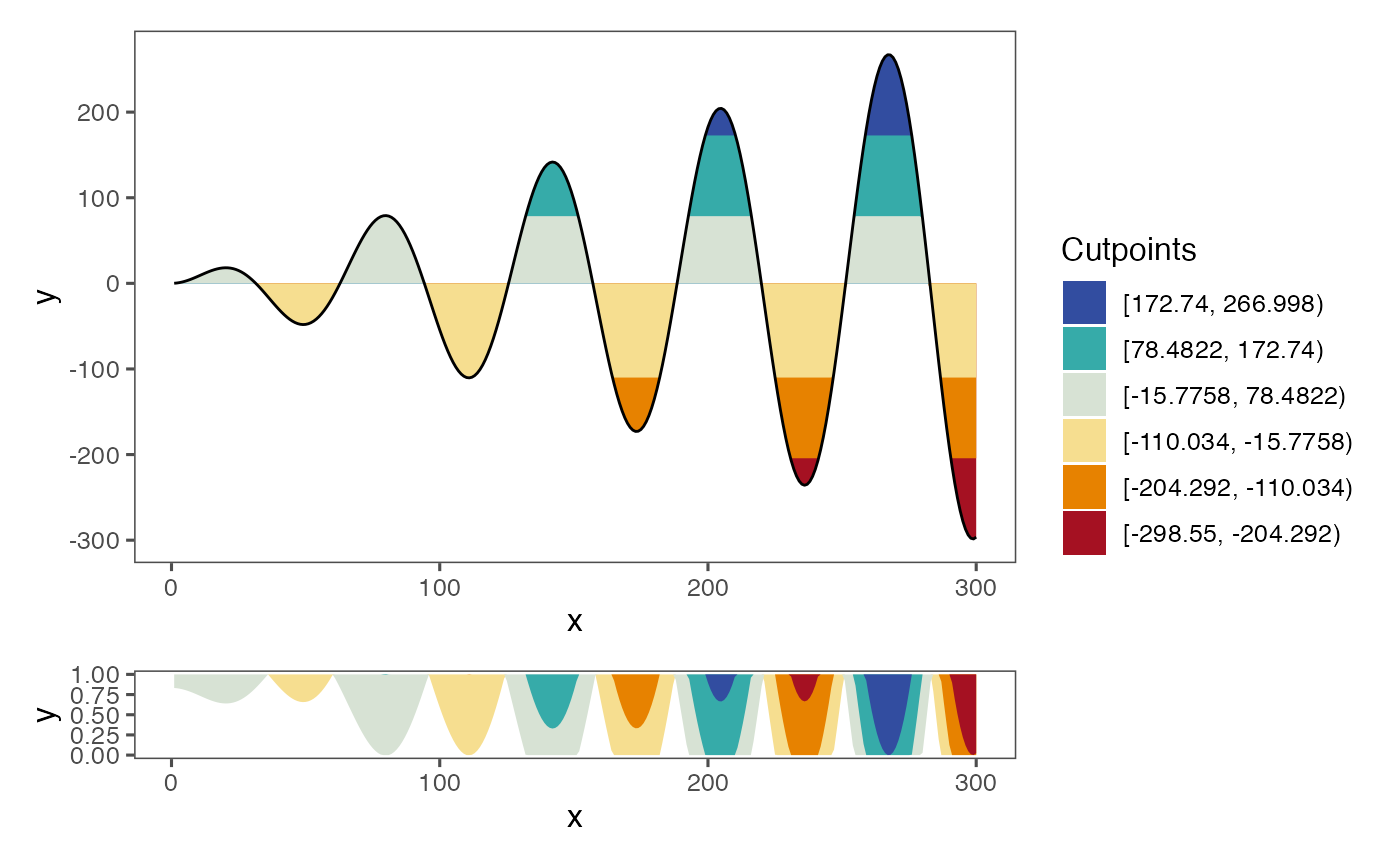 y
200
100
0
-100
-200
-300
0 100 200 300
x
Cutpoints
[172.74, 266.998)
[78.4822, 172.74)
[-15.7758, 78.4822)
[-110.034, -15.7758)
[-204.292, -110.034)
[-298.55, -204.292)
y
1.00
0.75
0.50
0.25
0.00
0 100 200 300
x